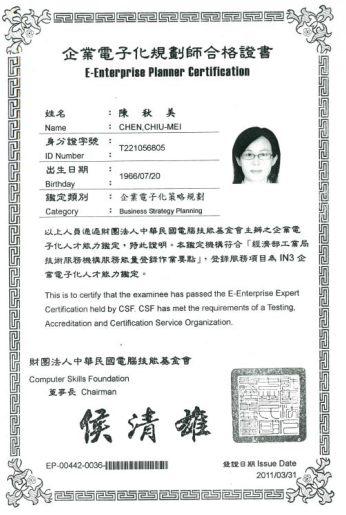 企業電子化規劃師合格證書
E-Enterprise Planner Certification
姓名 : 陳 秋 美
Name : CHEN,CHIU-MEI
身分證字號 :
ID Number : T221056805
出生日期 :
Birthday : 1966/07/20
鑑定類別 : 企業電子化策略規劃
Category : Business Strategy Planning
以上人員通過財團法人中華民國電腦技能基金會主辦之企業電
子化人才能力鑑定，特此證明。本鑑定機構符合「經濟部工業局
技術服務機構服務能量登錄作業要點」，登錄服務項目為 IN3 企
業電子化人才能力鑑定。
This is to certify that the examinee has passed the E-Enterprise Expert
Certification held by CSF. CSF has met the requirements of a Testing,
Accreditation and Certification Service Organization.
財團法人中華民國電腦技能基金會
Computer Skills Foundation
董事長 Chairman
侯清雄
EP-00442-0036-
發證日期 Issue Date
2011/03/31